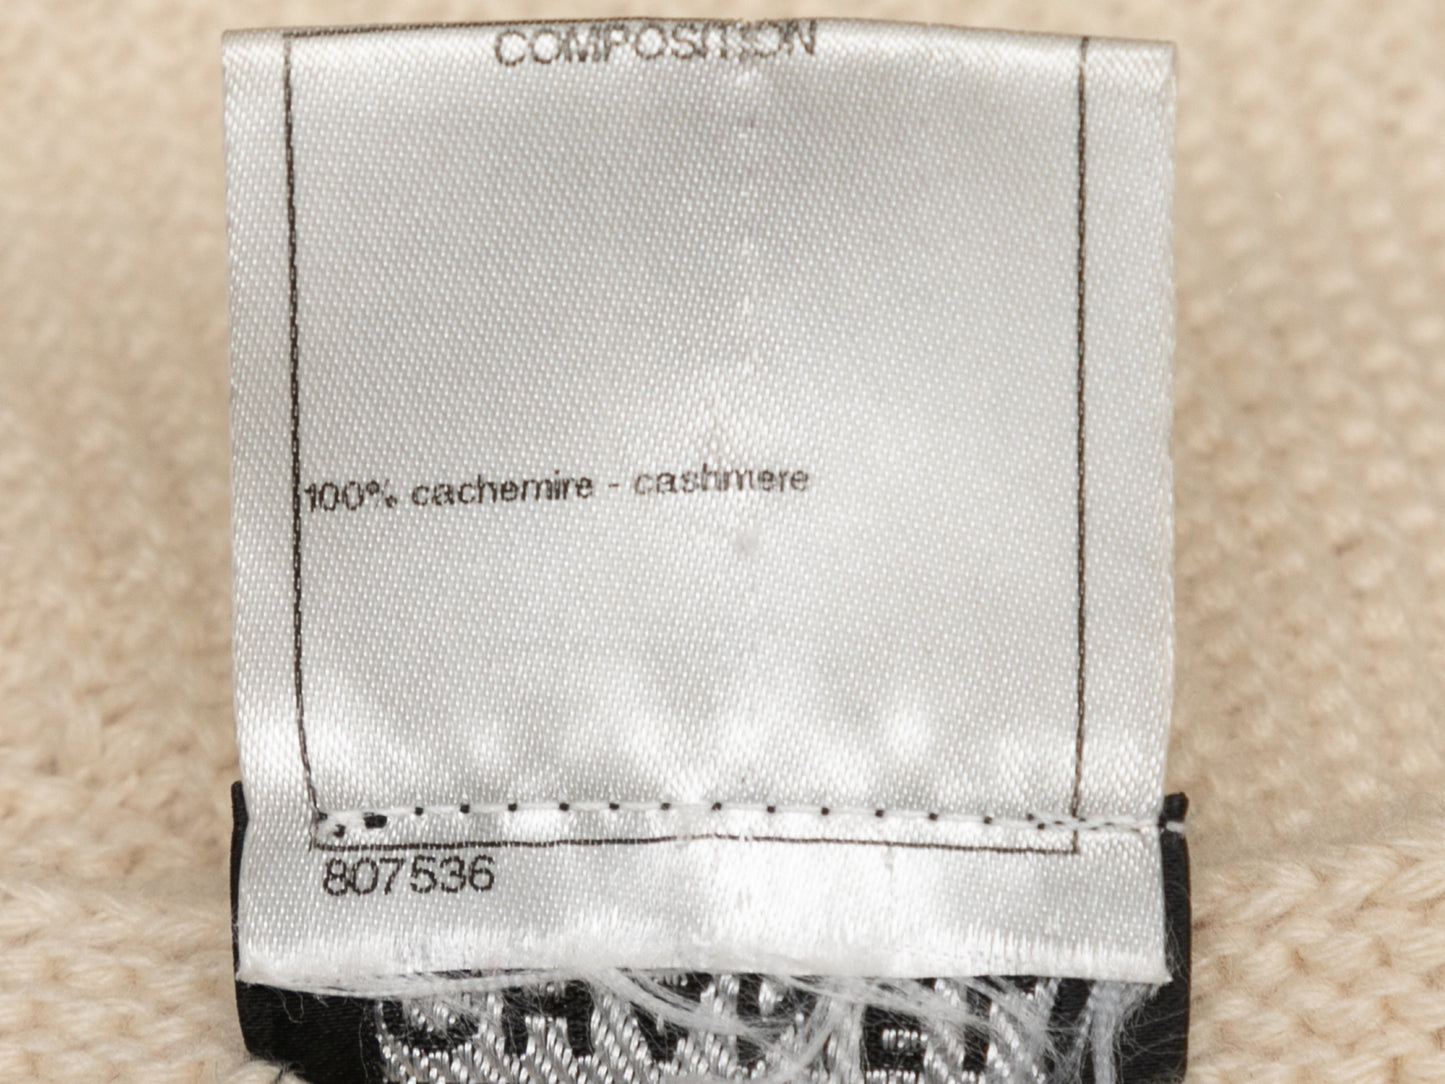 COMPOSITION
100% cachemire - cashmere
807536